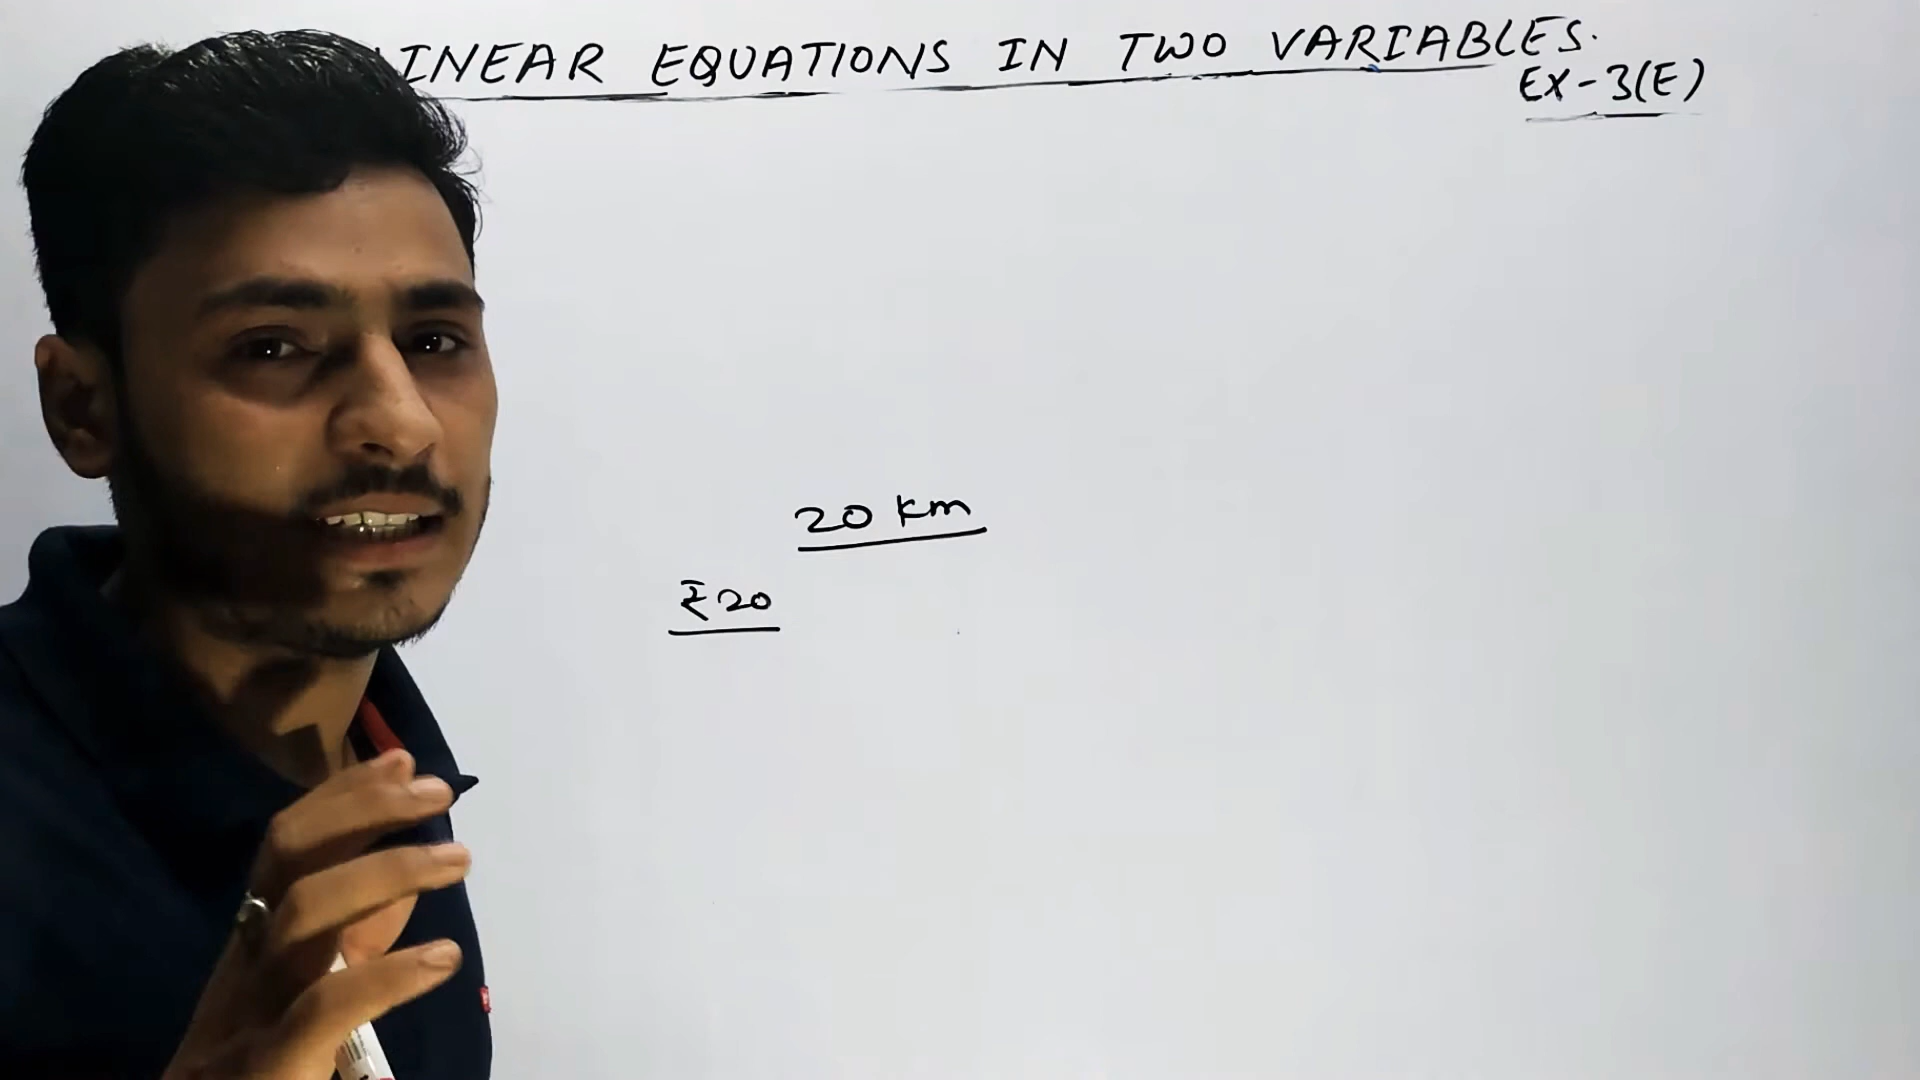 INEAR EQUATIONS IN TWO VARIABLES.
EX-3(E)
20 km
₹20